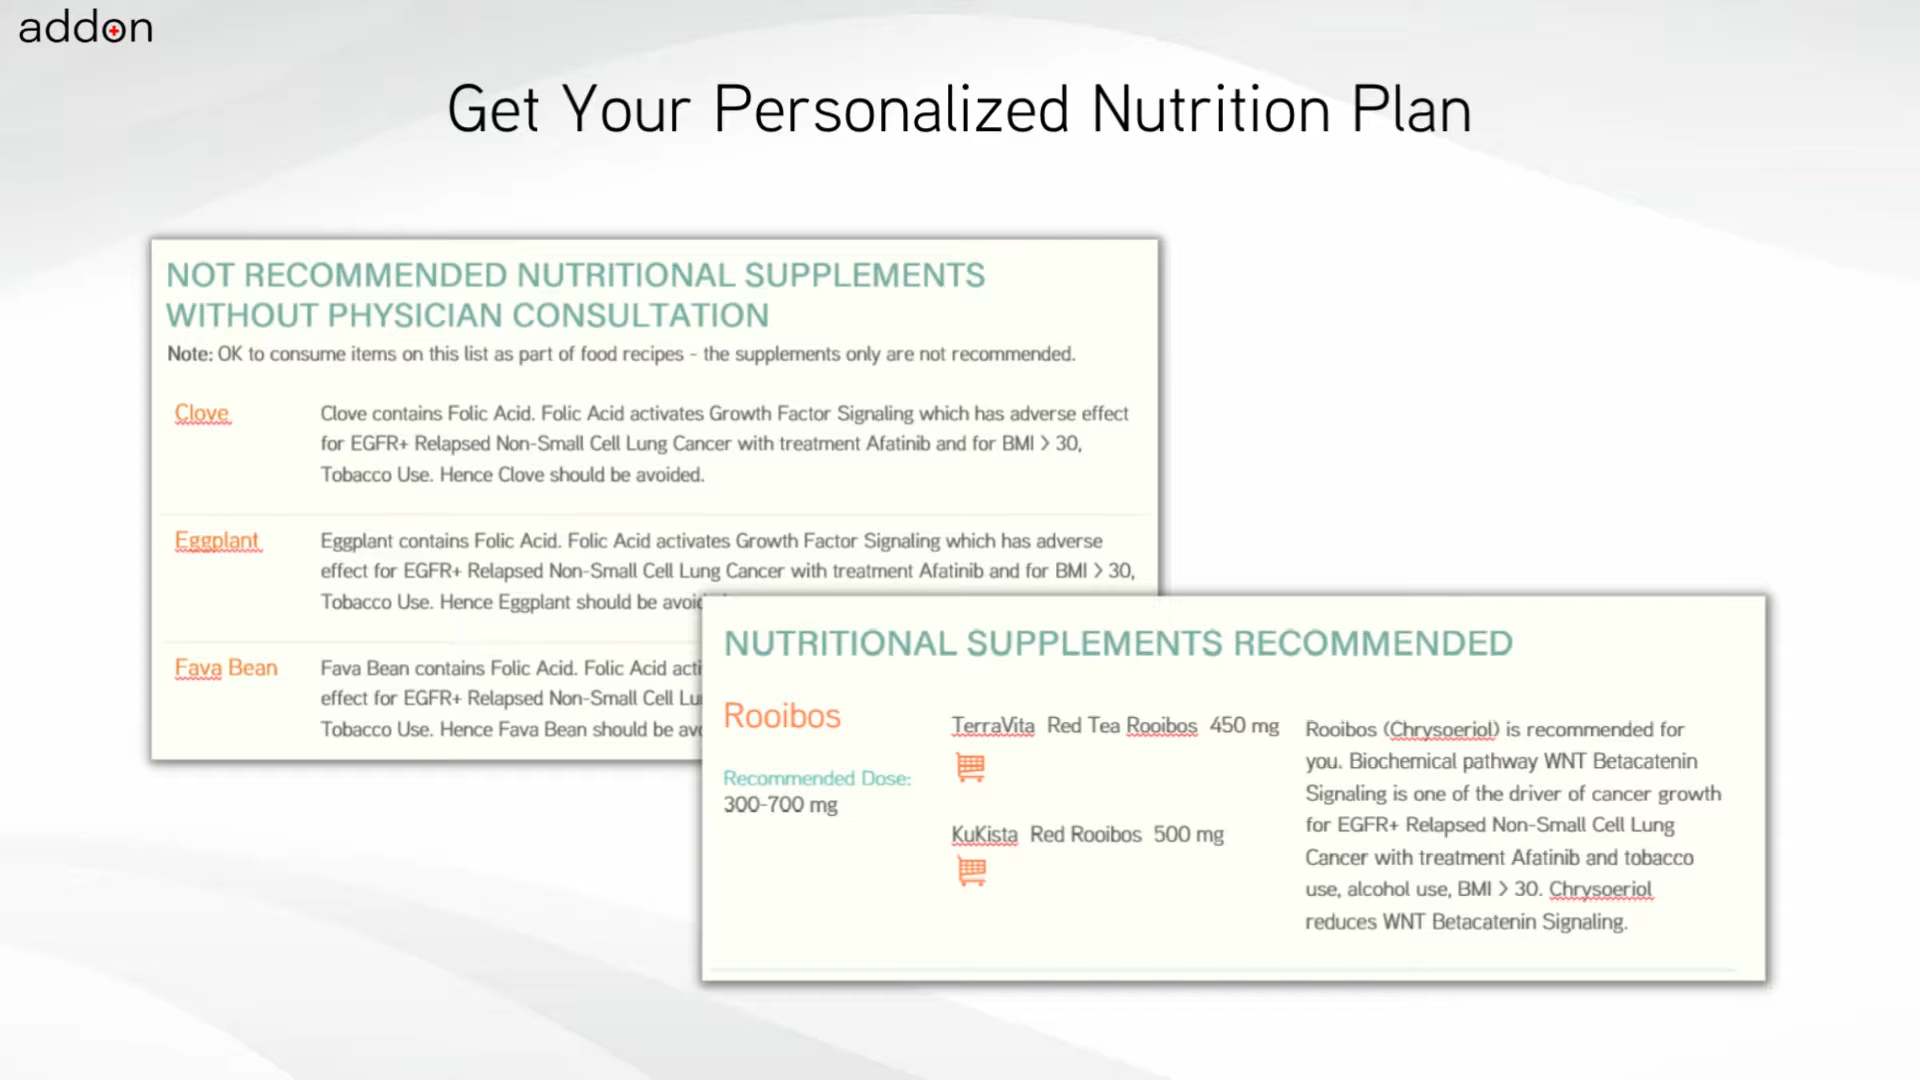 addon
Get Your Personalized Nutrition Plan
NOT RECOMMENDED NUTRITIONAL SUPPLEMENTS
WITHOUT PHYSICIAN CONSULTATION
Note: OK to consume items on this list as part of food recipes - the supplements only are not recommended.
Clove
Clove contains Folic Acid. Folic Acid activates Growth Factor Signaling which has adverse effect
for EGFR+ Relapsed Non-Small Cell Lung Cancer with treatment Afatinib and for BMI > 30,
Tobacco Use. Hence Clove should be avoided.
Eggplant
Eggplant contains Folic Acid. Folic Acid activates Growth Factor Signaling which has adverse
effect for EGFR+ Relapsed Non-Small Cell Lung Cancer with treatment Afatinib and for BMI > 30,
Tobacco Use. Hence Eggplant should be
Fava Bean
Fava Bean contains Folic Acid. Folic Acid
effect for EGFR+ Relapsed Non-Small Cell
Tobacco Use. Hence Fava Bean should be
NUTRITIONAL SUPPLEMENTS RECOMMENDED
Rooibos
Recommended Dose:
300-700 mg
TerraVita Red Tea Rooibos 450 mg
KuKista Red Rooibos 500 mg
Rooibos (Chrysoeriol) is recommended for
you. Biochemical pathway WNT Betacatenin
Signaling is one of the driver of cancer growth
for EGFR+ Relapsed Non-Small Cell Lung
Cancer with treatment Afatinib and tobacco
use, alcohol use, BMI > 30. Chrysoeriol
reduces WNT Betacatenin Signaling.